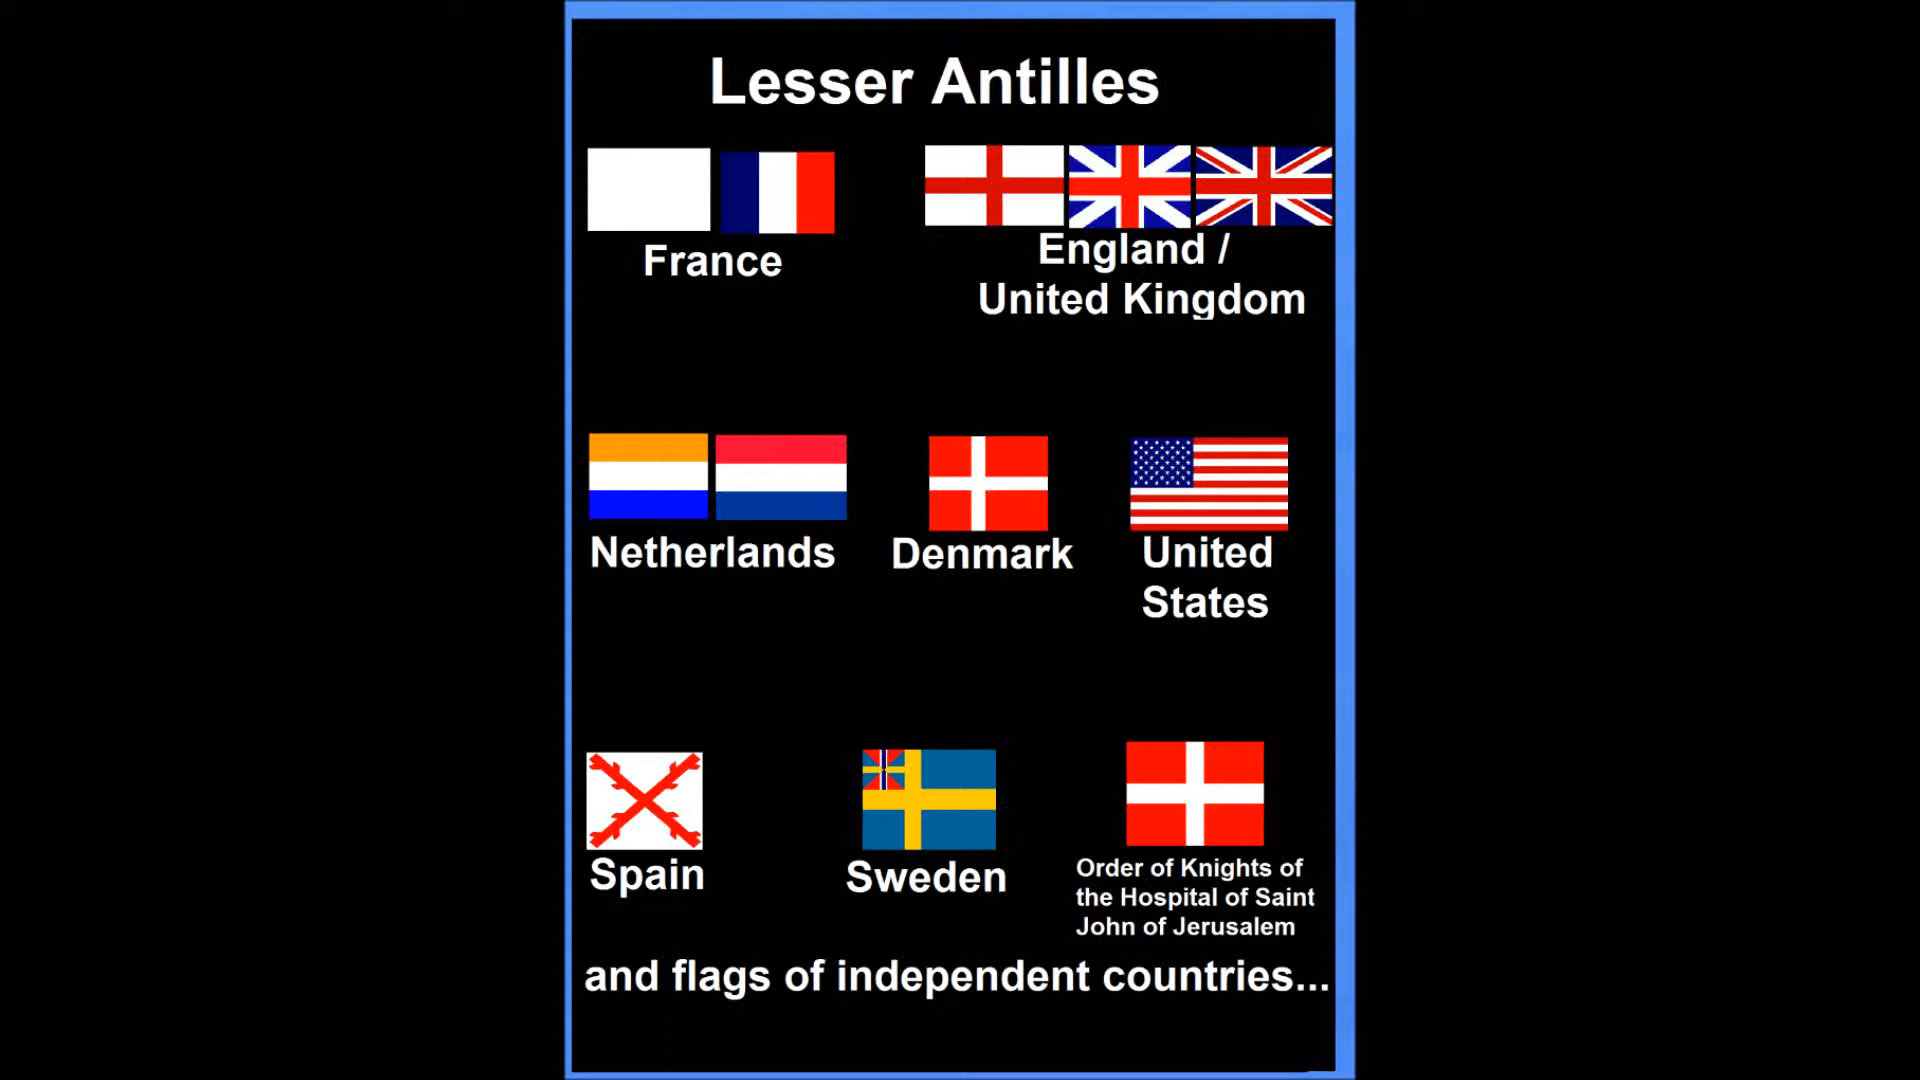 Lesser Antilles
France
England /
United Kingdom
Netherlands
Denmark
United
States
Spain
Sweden
Order of Knights of
the Hospital of Saint
John of Jerusalem
and flags of independent countries...